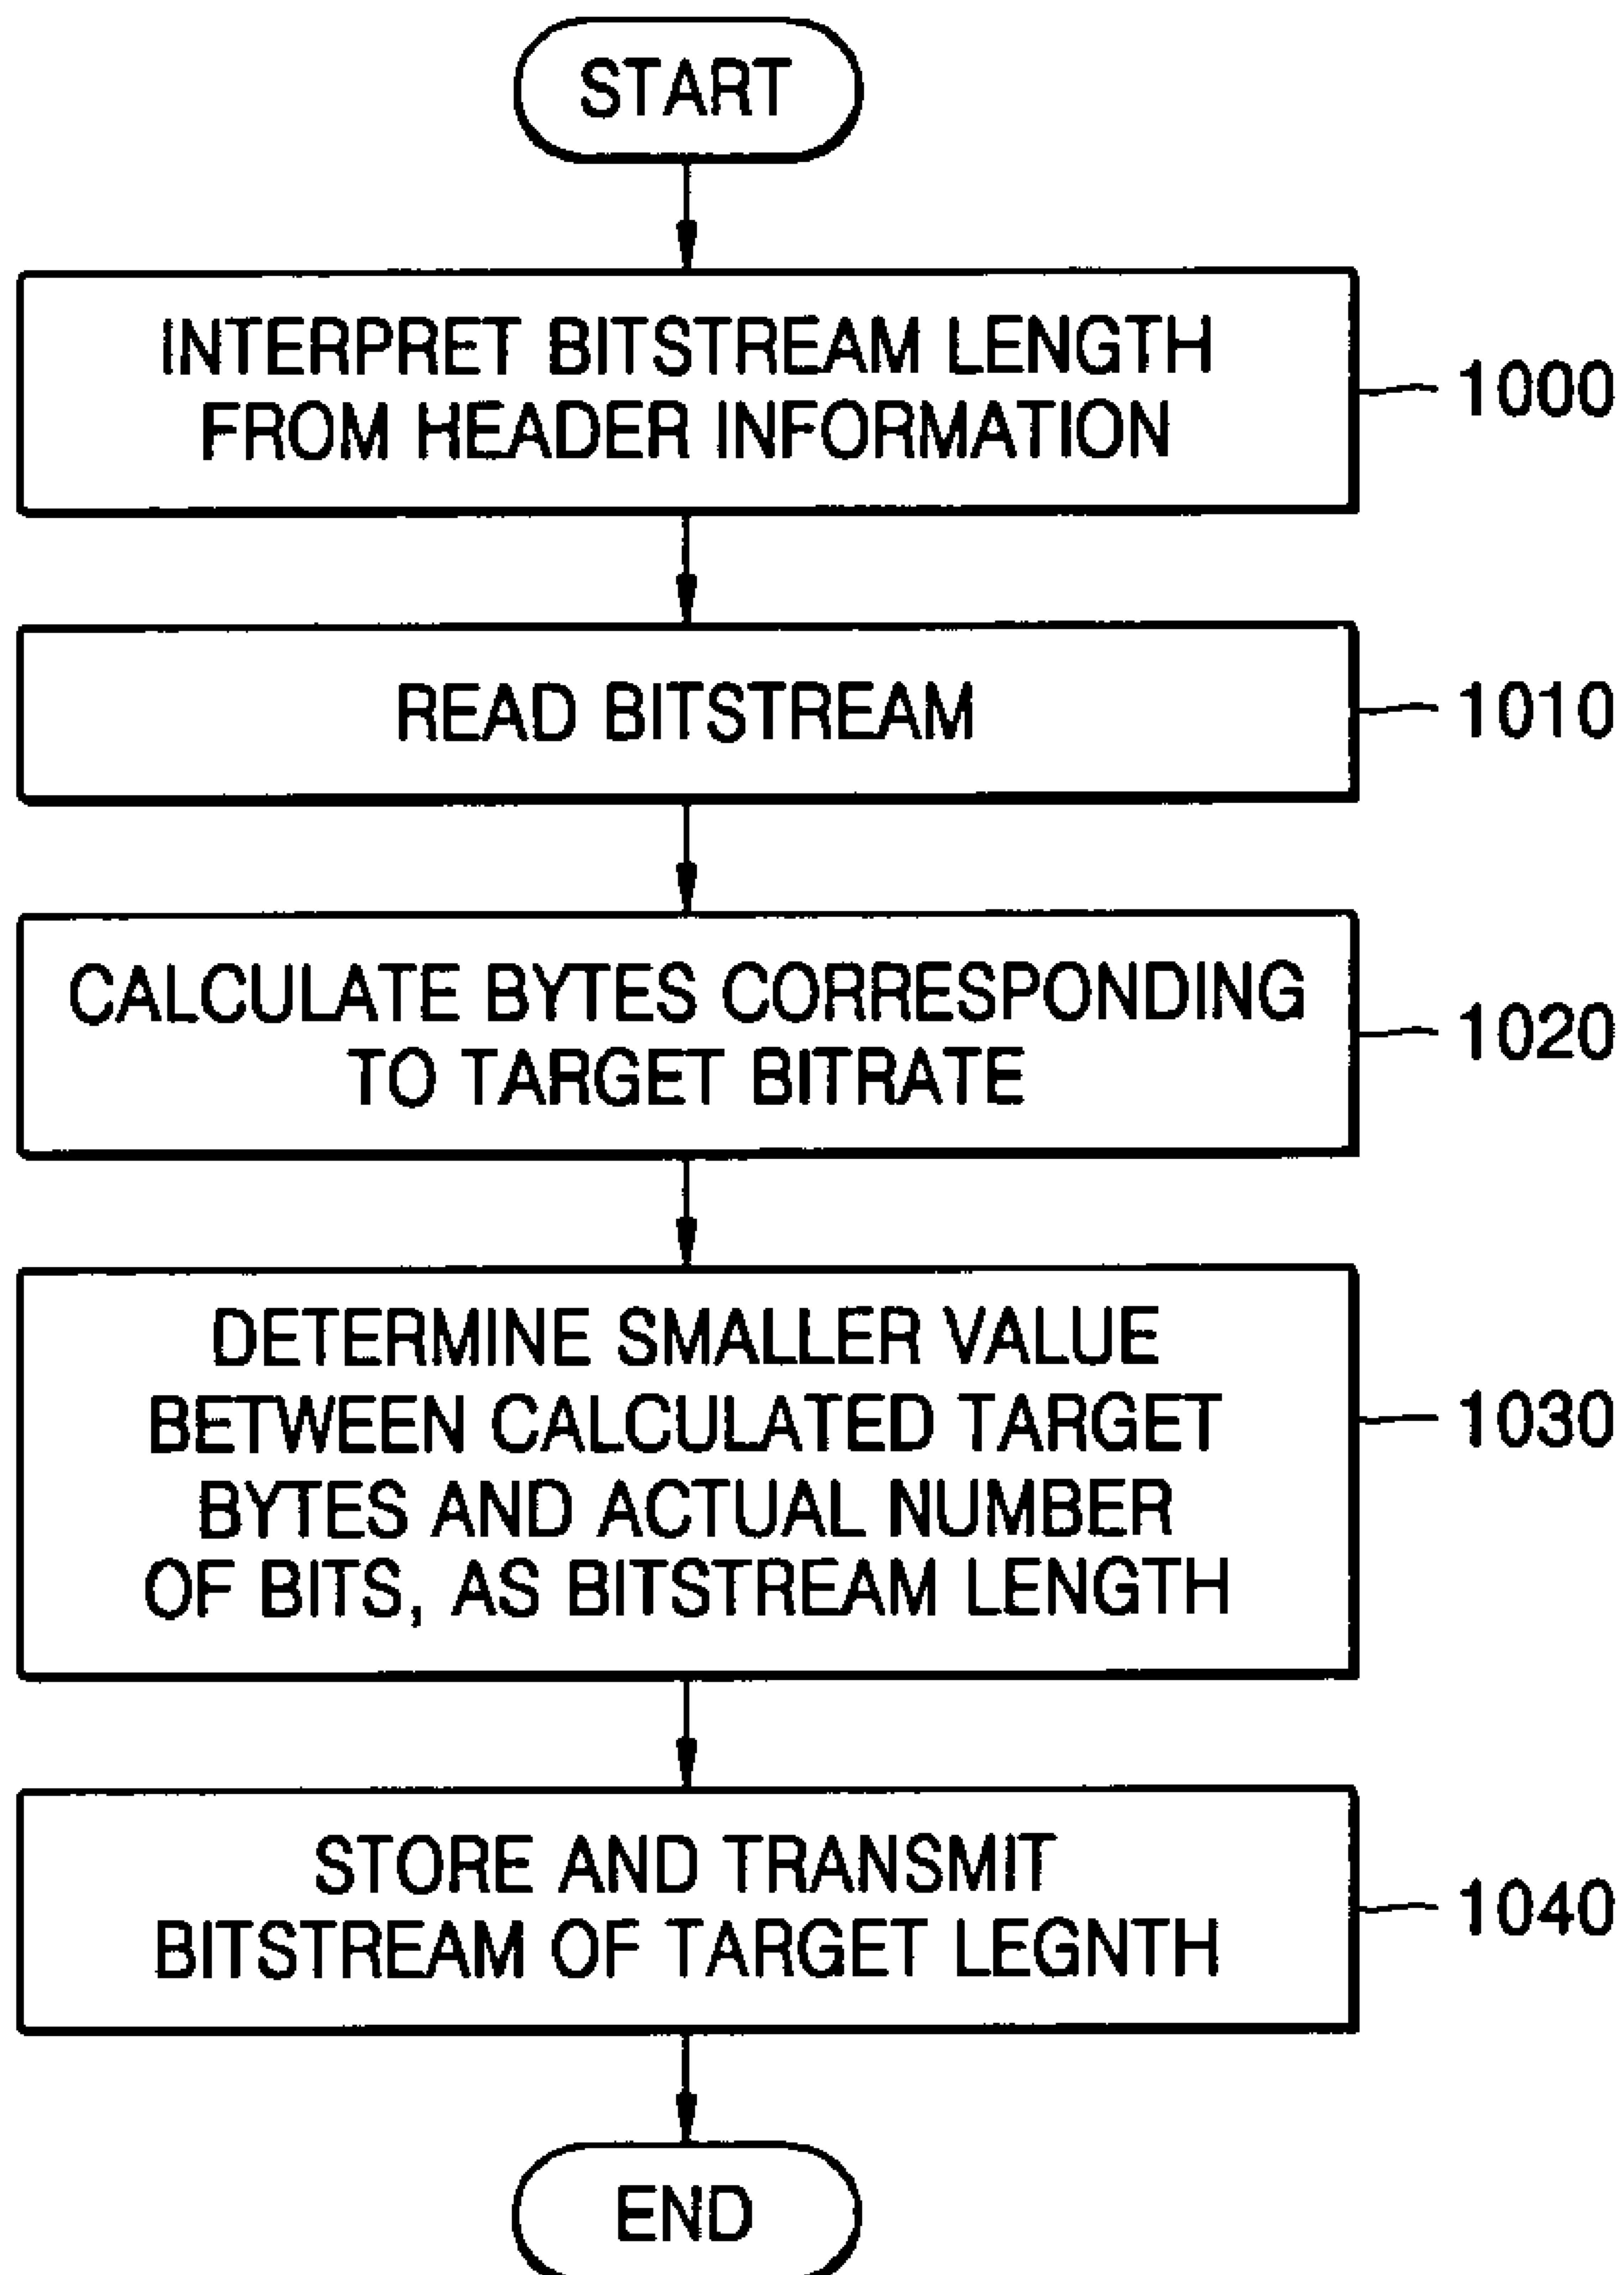 START
INTERPRET BITSTREAM LENGTH
FROM HEADER INFORMATION
1000
READ BITSTREAM
1010
CALCULATE BYTES CORRESPONDING
TO TARGET BITRATE
1020
DETERMINE SMALLER VALUE
BETWEEN CALCULATED TARGET
BYTES AND ACTUAL NUMBER
OF BITS, AS BITSTREAM LENGTH
1030
STORE AND TRANSMIT
BITSTREAM OF TARGET LEGNTH
1040
END